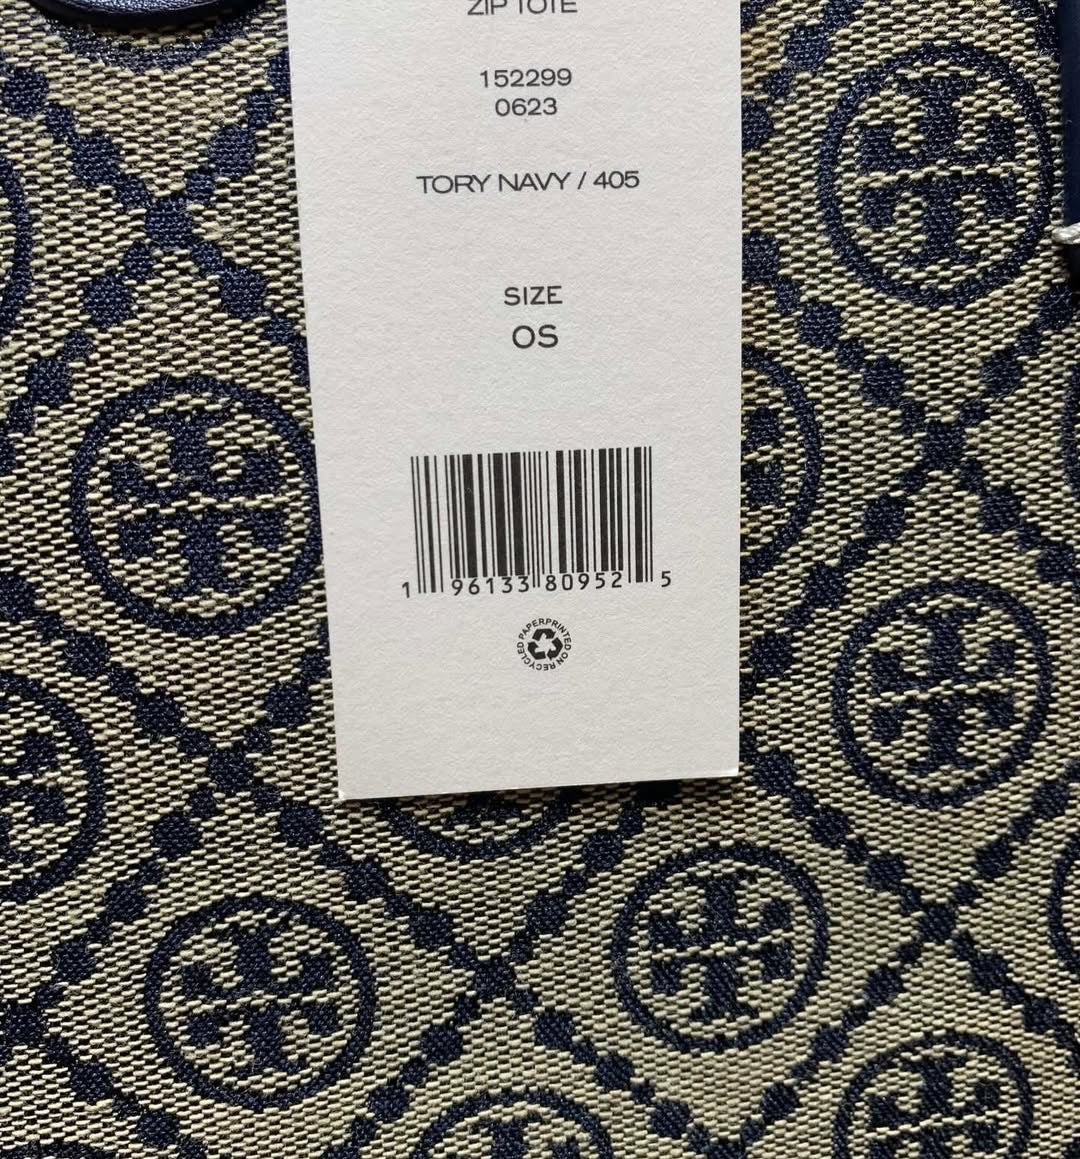 ZIP TOTE
152299
0623
TORY NAVY / 405
SIZE
OS
1 96133 80952 5
PRINTED ON RECYCLED PAPER